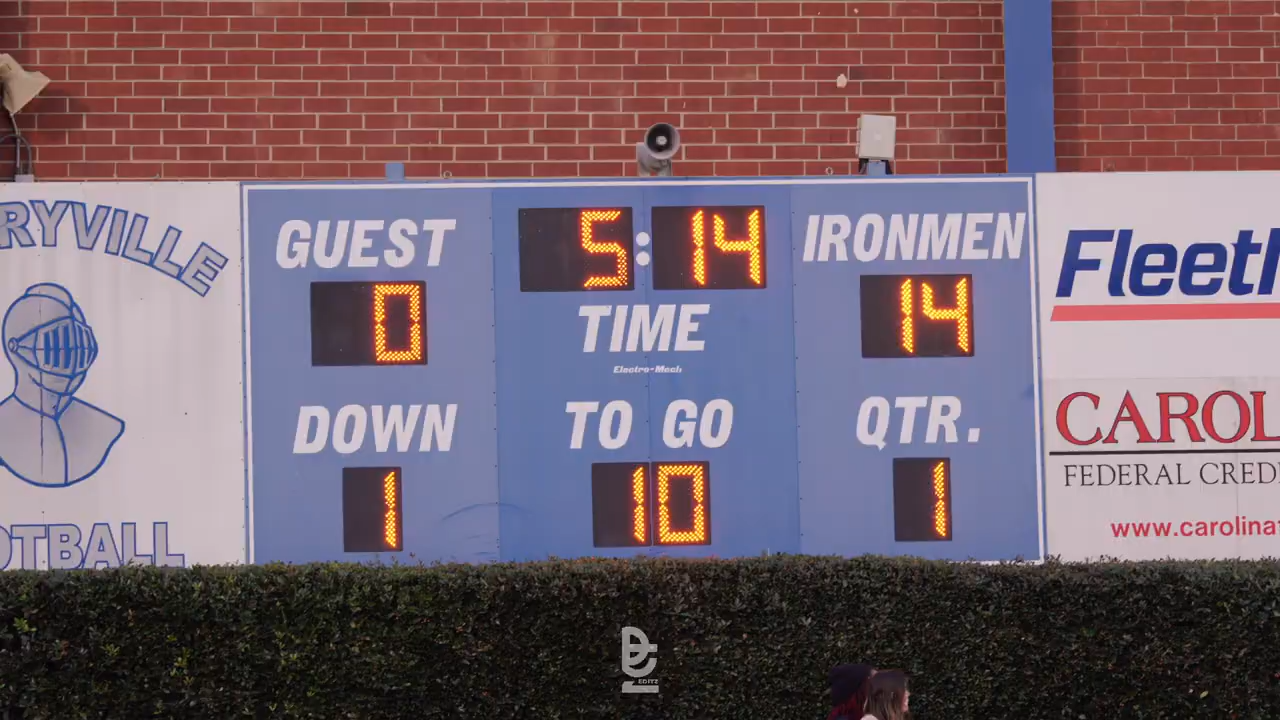 RYVILLE
OTBALL
GUEST
0
5:14
TIME
Electro-Mech
IRONMEN
14
DOWN
1
TO GO
10
QTR.
1
Fleet
CAROL
FEDERAL CRED
www.carolina
EDITZ